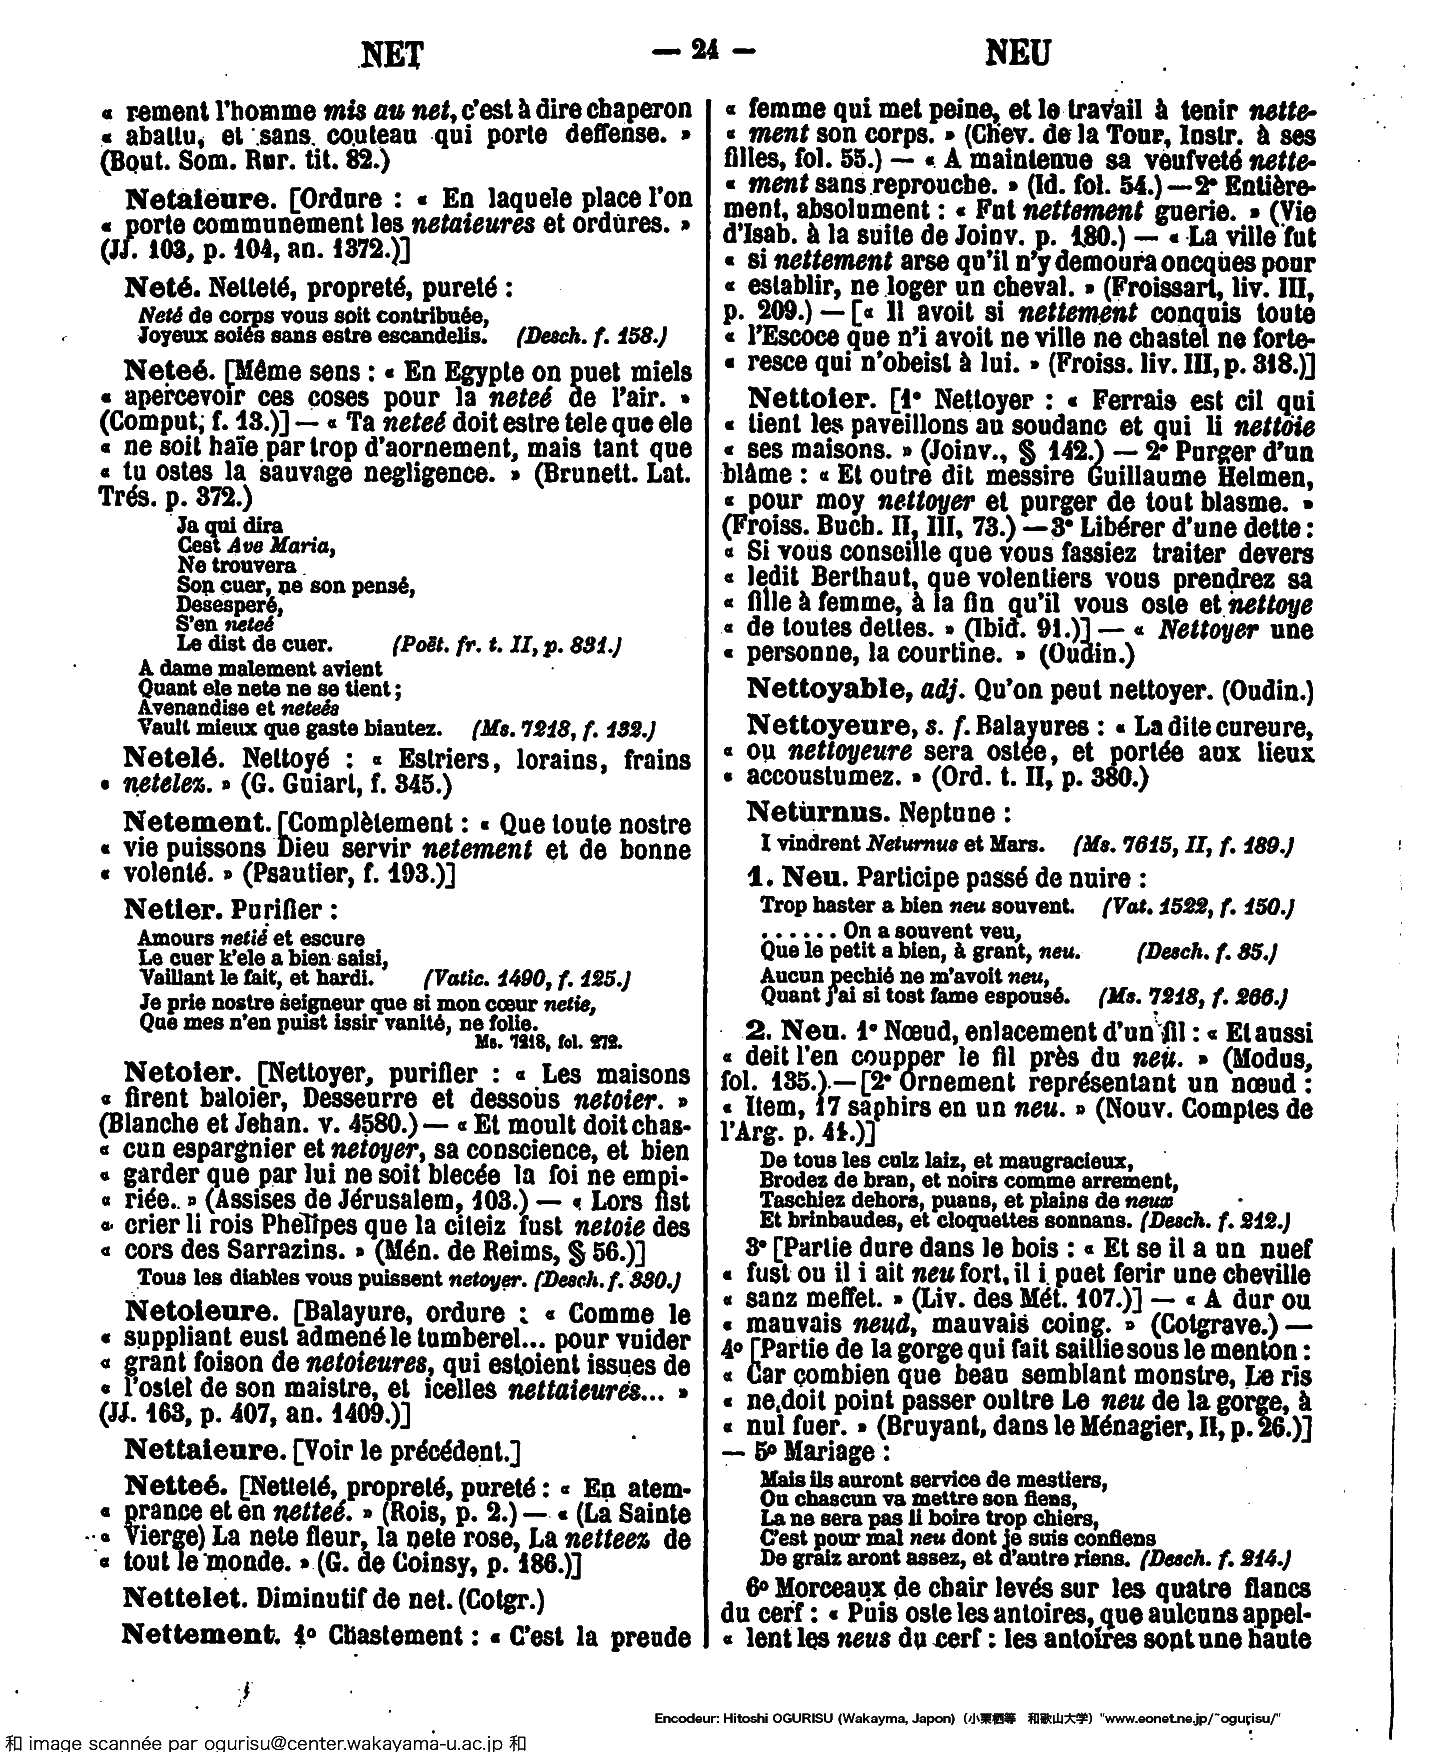 NET
— 24 —
NEU
« rement l'homme mis au net, c'est à dire chaperon
« abattu, et sans couteau qui porte deffense. »
(Bout. Som. Rur. tit. 82.)
Netaieure. [Ordure : « En laquele place l'on
« porte communement les netaieures et ordures. »
(JJ. 103, p. 104, an. 1372.)]
Neté. Netteté, propreté, pureté :
Neté de corps vous soit contribuée,
Joyeux soiés sans estre escandelis. (Desch. f. 158.)
Neteé. [Même sens : « En Egypte on puet miels
« apercevoir ces coses pour la neteé de l'air. »
(Comput, f. 13.)] — « Ta neteé doit estre tele que ele
« ne soit haïe par trop d'aornement, mais tant que
« tu ostes la sauvage negligence. » (Brunett. Lat.
Trés. p. 372.)
Ja qui dira
Cest Ave Maria,
Ne trouvera
Son cuer, ne son pensé,
Desesperé,
S'en neteé
Le dist de cuer. (Poët. fr. t. II, p. 831.)
A dame malement avient
Quant ele nete ne se tient ;
Avenandise et neteés
Vault mieux que gaste biautez. (Ms. 7218, f. 132.)
Netelé. Nettoyé : « Estriers, lorains, frains
« netelez. » (G. Guiart, f. 345.)
Netement. [Complètement : « Que toute nostre
« vie puissons Dieu servir netement et de bonne
« volenté. » (Psautier, f. 193.)]
Netier. Purifier :
Amours netié et escure
Le cuer k'ele a bien saisi,
Vaillant le fait, et hardi. (Vatic. 1490, f. 125.)
Je prie nostre seigneur que si mon cœur netie,
Que mes n'en puist issir vanité, ne folie.
Ms. 7218, fol. 272.
Netoier. [Nettoyer, purifier : « Les maisons
« firent baloier, Desseurre et dessous netoier. »
(Blanche et Jehan. v. 4580.) — « Et moult doit chas-
« cun espargnier et netoyer, sa conscience, et bien
« garder que par lui ne soit blecée la foi ne empi-
« riée. » (Assises de Jérusalem, 103.) — « Lors fist
« crier li rois Phelipes que la citeiz fust netoie des
« cors des Sarrazins. » (Mén. de Reims, § 56.)]
Tous les diables vous puissent netoyer. (Desch. f. 330.)
Netoieure. [Balayure, ordure : « Comme le
« suppliant eust admené le tumberel... pour vuider
« grant foison de netoieures, qui estoient issues de
« l'ostel de son maistre, et icelles nettaieures... »
(JJ. 163, p. 407, an. 1409.)]
Nettaieure. [Voir le précédent.]
Netteé. [Netteté, propreté, pureté : « En atem-
« prance et en netteé. » (Rois, p. 2.) — « (La Sainte
« Vierge) La nete fleur, la nete rose, La netteez de
« tout le monde. » (G. de Coinsy, p. 186.)]
Nettelet. Diminutif de net. (Cotgr.)
Nettement. 1° Chastement : « C'est la preude
« femme qui met peine, et le travail à tenir nette-
« ment son corps. » (Chev. de la Tour, Instr. à ses
filles, fol. 55.) — « A maintenue sa veufveté nette-
« ment sans reprouche. » (Id. fol. 54.) — 2° Entière-
ment, absolument : « Fut nettement guerie. » (Vie
d'Isab. à la suite de Joinv. p. 180.) — « La ville fut
« si nettement arse qu'il n'y demoura oncques pour
« establir, ne loger un cheval. » (Froissart, liv. III,
p. 209.) — [« Il avoit si nettement conquis toute
« l'Escoce que n'i avoit ne ville ne chastel ne forte-
« resce qui n'obeist à lui. » (Froiss. liv. III, p. 318.)]
Nettoier. [1° Nettoyer : « Ferrais est cil qui
« tient les paveillons au soudanc et qui li nettoie
« ses maisons. » (Joinv., § 142.) — 2° Purger d'un
blâme : « Et outre dit messire Guillaume Helmen,
« pour moy nettoyer et purger de tout blasme. »
(Froiss. Buch. II, III, 73.) — 3° Libérer d'une dette :
« Si vous conseille que vous fassiez traiter devers
« ledit Berthaut, que volentiers vous prendrez sa
« fille à femme, à la fin qu'il vous oste et nettoye
« de toutes dettes. » (Ibid. 91.)] — « Nettoyer une
« personne, la courtine. » (Oudin.)
Nettoyable, adj. Qu'on peut nettoyer. (Oudin.)
Nettoyeure, s. f. Balayures : « La dite cureure,
« ou nettoyeure sera ostée, et portée aux lieux
« accoustumez. » (Ord. t. II, p. 380.)
Neturnus. Neptune :
I vindrent Neturnus et Mars. (Ms. 7615, II, f. 189.)
1. Neu. Participe passé de nuire :
Trop haster a bien neu souvent. (Vat. 1522, f. 150.)
. . . . . . On a souvent veu,
Que le petit a bien, à grant, neu. (Desch. f. 85.)
Aucun pechié ne m'avoit neu,
Quant j'ai si tost fame espousé. (Ms. 7218, f. 266.)
2. Neu. 1° Nœud, enlacement d'un fil : « Et aussi
« deit l'en coupper le fil près du neu. » (Modus,
fol. 135.) — [2° Ornement représentant un nœud :
« Item, 17 saphirs en un neu. » (Nouv. Comptes de
l'Arg. p. 41.)]
De tous les culz laiz, et maugracieux,
Brodez de bran, et noirs comme arrement,
Taschiez dehors, puans, et plains de neux
Et brinbaudes, et cloquettes sonnans. (Desch. f. 212.)
3° [Partie dure dans le bois : « Et se il a un nuef
« fust ou il i ait neu fort, il i puet ferir une cheville
« sanz meffet. » (Liv. des Mét. 107.)] — « A dur ou
« mauvais neud, mauvais coing. » (Cotgrave.) —
4° [Partie de la gorge qui fait saillie sous le menton :
« Car combien que beau semblant monstre, Le ris
« ne doit point passer oultre Le neu de la gorge, à
« nul fuer. » (Bruyant, dans le Ménagier, II, p. 26.)]
— 5° Mariage :
Mais ils auront service de mestiers,
Ou chascun va mettre son fiens,
La ne sera pas li boire trop chiers,
C'est pour mal neu dont je suis confiens
De graiz aront assez, et d'autre riens. (Desch. f. 214.)
6° Morceaux de chair levés sur les quatre flancs
du cerf : « Puis oste les antoires, que aulcuns appel-
« lent les neus du cerf : les antoires sont une haute
Encodeur: Hitoshi OGURISU (Wakayma, Japon) (小栗栖等 和歌山大学) "www.eonet.ne.jp/~ogurisu/"
和 image scannée par ogurisu@center.wakayama-u.ac.jp 和